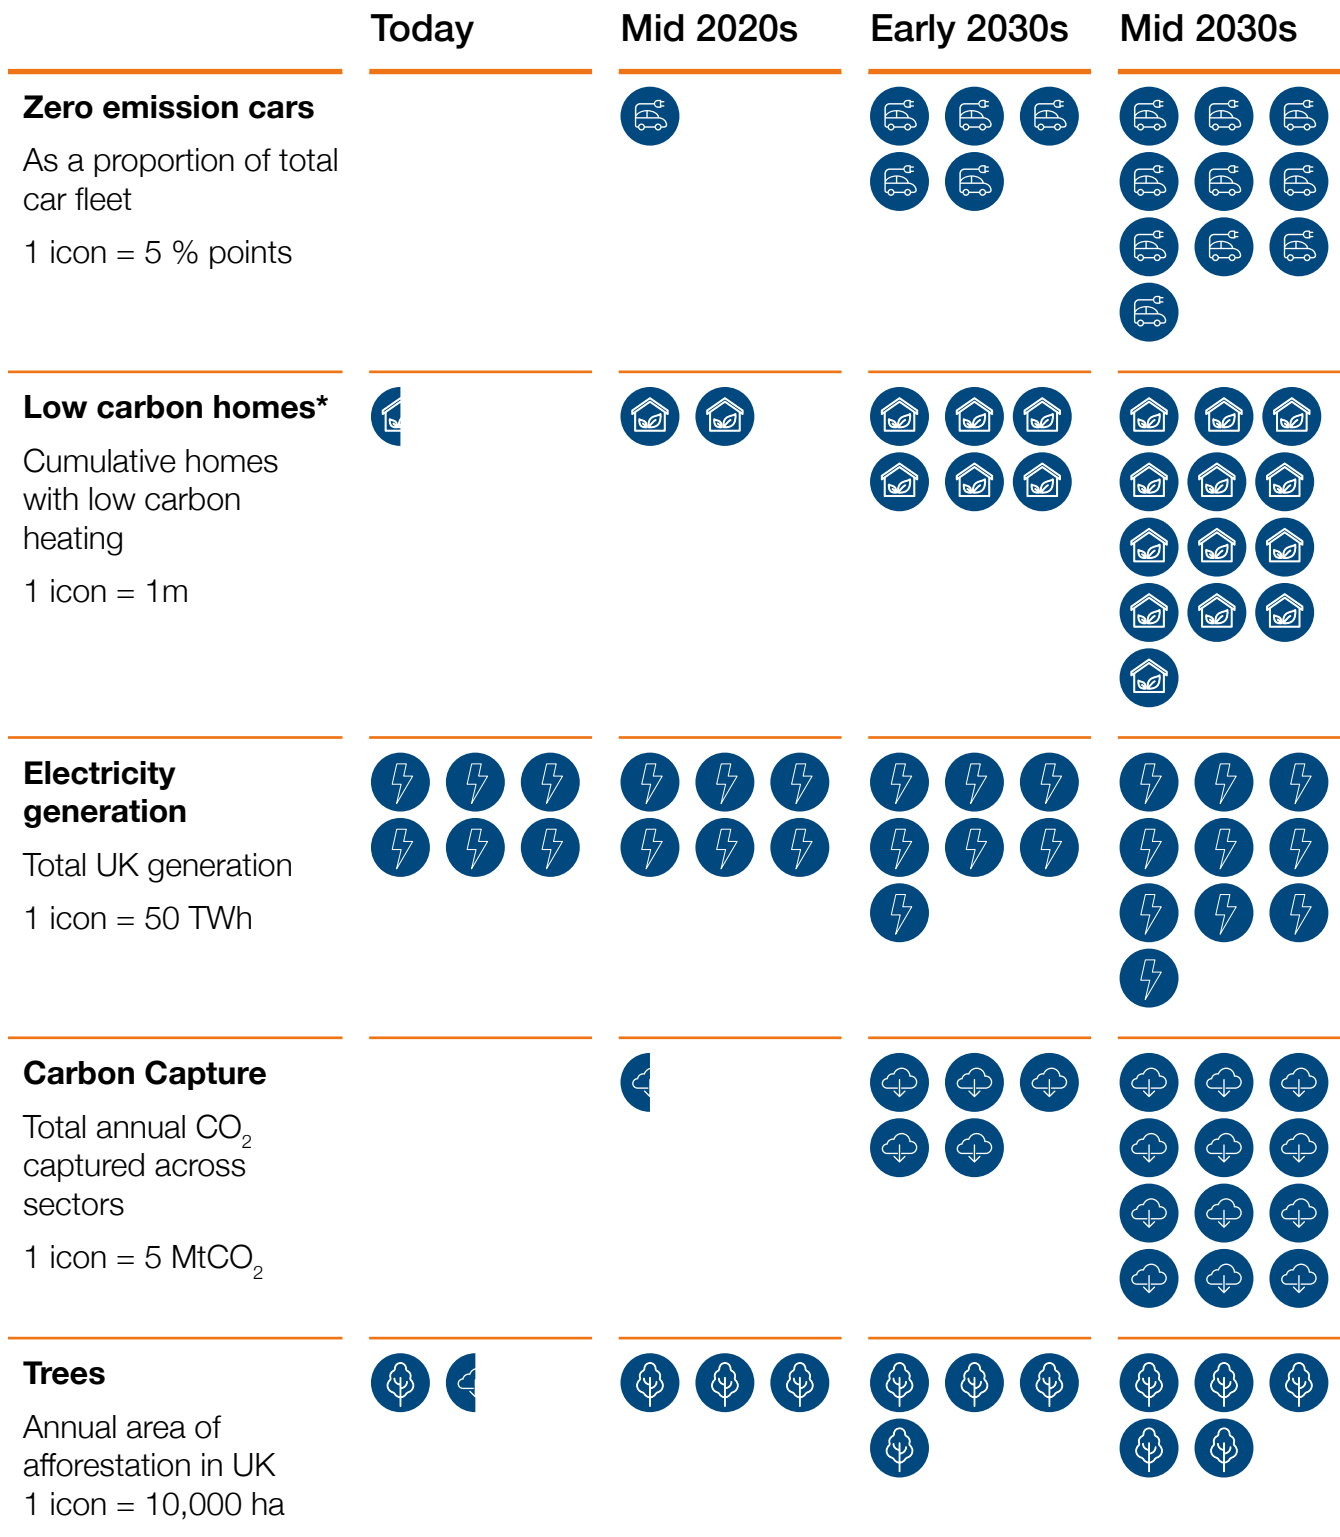 Today Mid 2020s Early 2030s Mid 2030s
Zero emission cars
As a proportion of total
car fleet
1 icon = 5 % points
Low carbon homes*
Cumulative homes
with low carbon
heating
1 icon = 1m
Electricity
generation
Total UK generation
1 icon = 50 TWh
Carbon Capture
Total annual CO₂
captured across
sectors
1 icon = 5 MtCO₂
Trees
Annual area of
afforestation in UK
1 icon = 10,000 ha